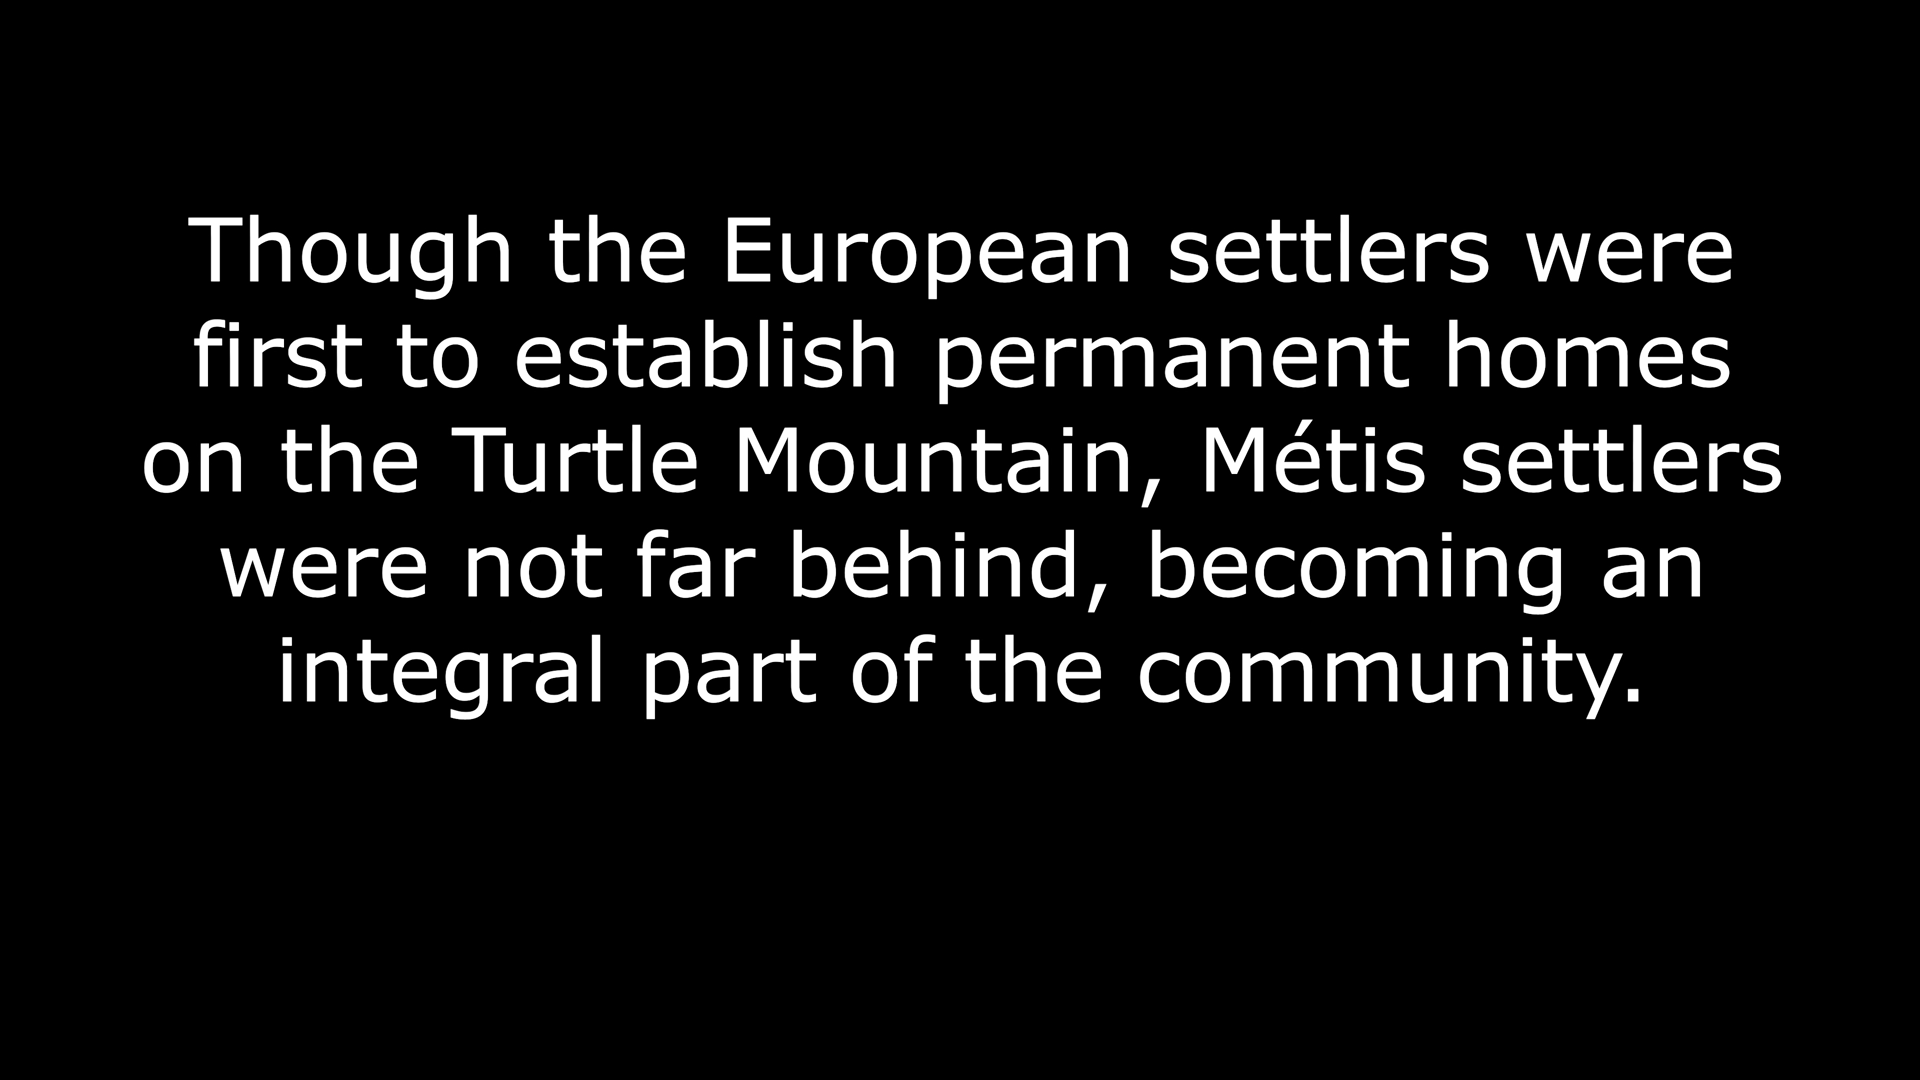 Though the European settlers were
first to establish permanent homes
on the Turtle Mountain, Métis settlers
were not far behind, becoming an
integral part of the community.